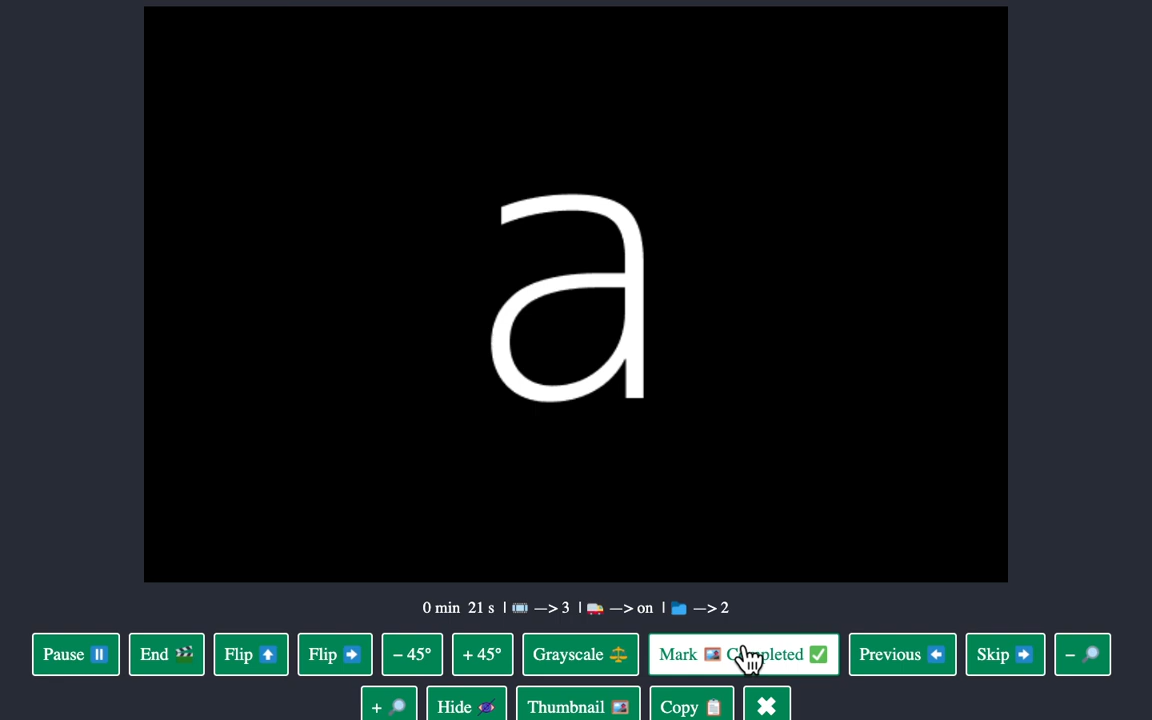 a
0 min 21 s | 🎞️ —> 3 | 🚚 —> on | 📁 —> 2
Pause ⏸️ End 🎬 Flip ⬆️ Flip ➡️ – 45° + 45° Grayscale ⚖️ Mark 🖼️ Completed ✅ Previous ⬅️ Skip ➡️ – 🔎
+ 🔎 Hide Thumbnail 🖼️ Copy 📋 ✖